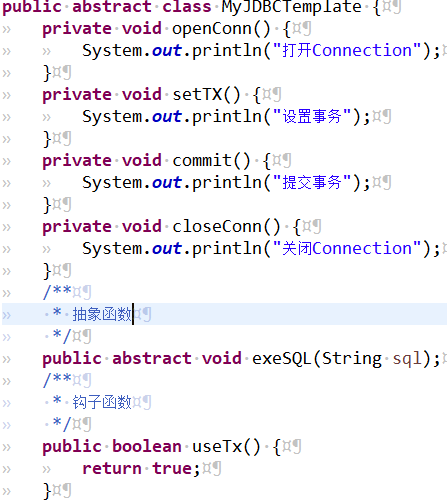 public abstract class MyJDBCTemplate {
private void openConn() {
System.out.println("打开Connection");
}
private void setTX() {
System.out.println("设置事务");
}
private void commit() {
System.out.println("提交事务");
}
private void closeConn() {
System.out.println("关闭Connection");
}
/**
* 抽象函数
*/
public abstract void exeSQL(String sql);
/**
* 钩子函数
*/
public boolean useTx() {
return true;
}